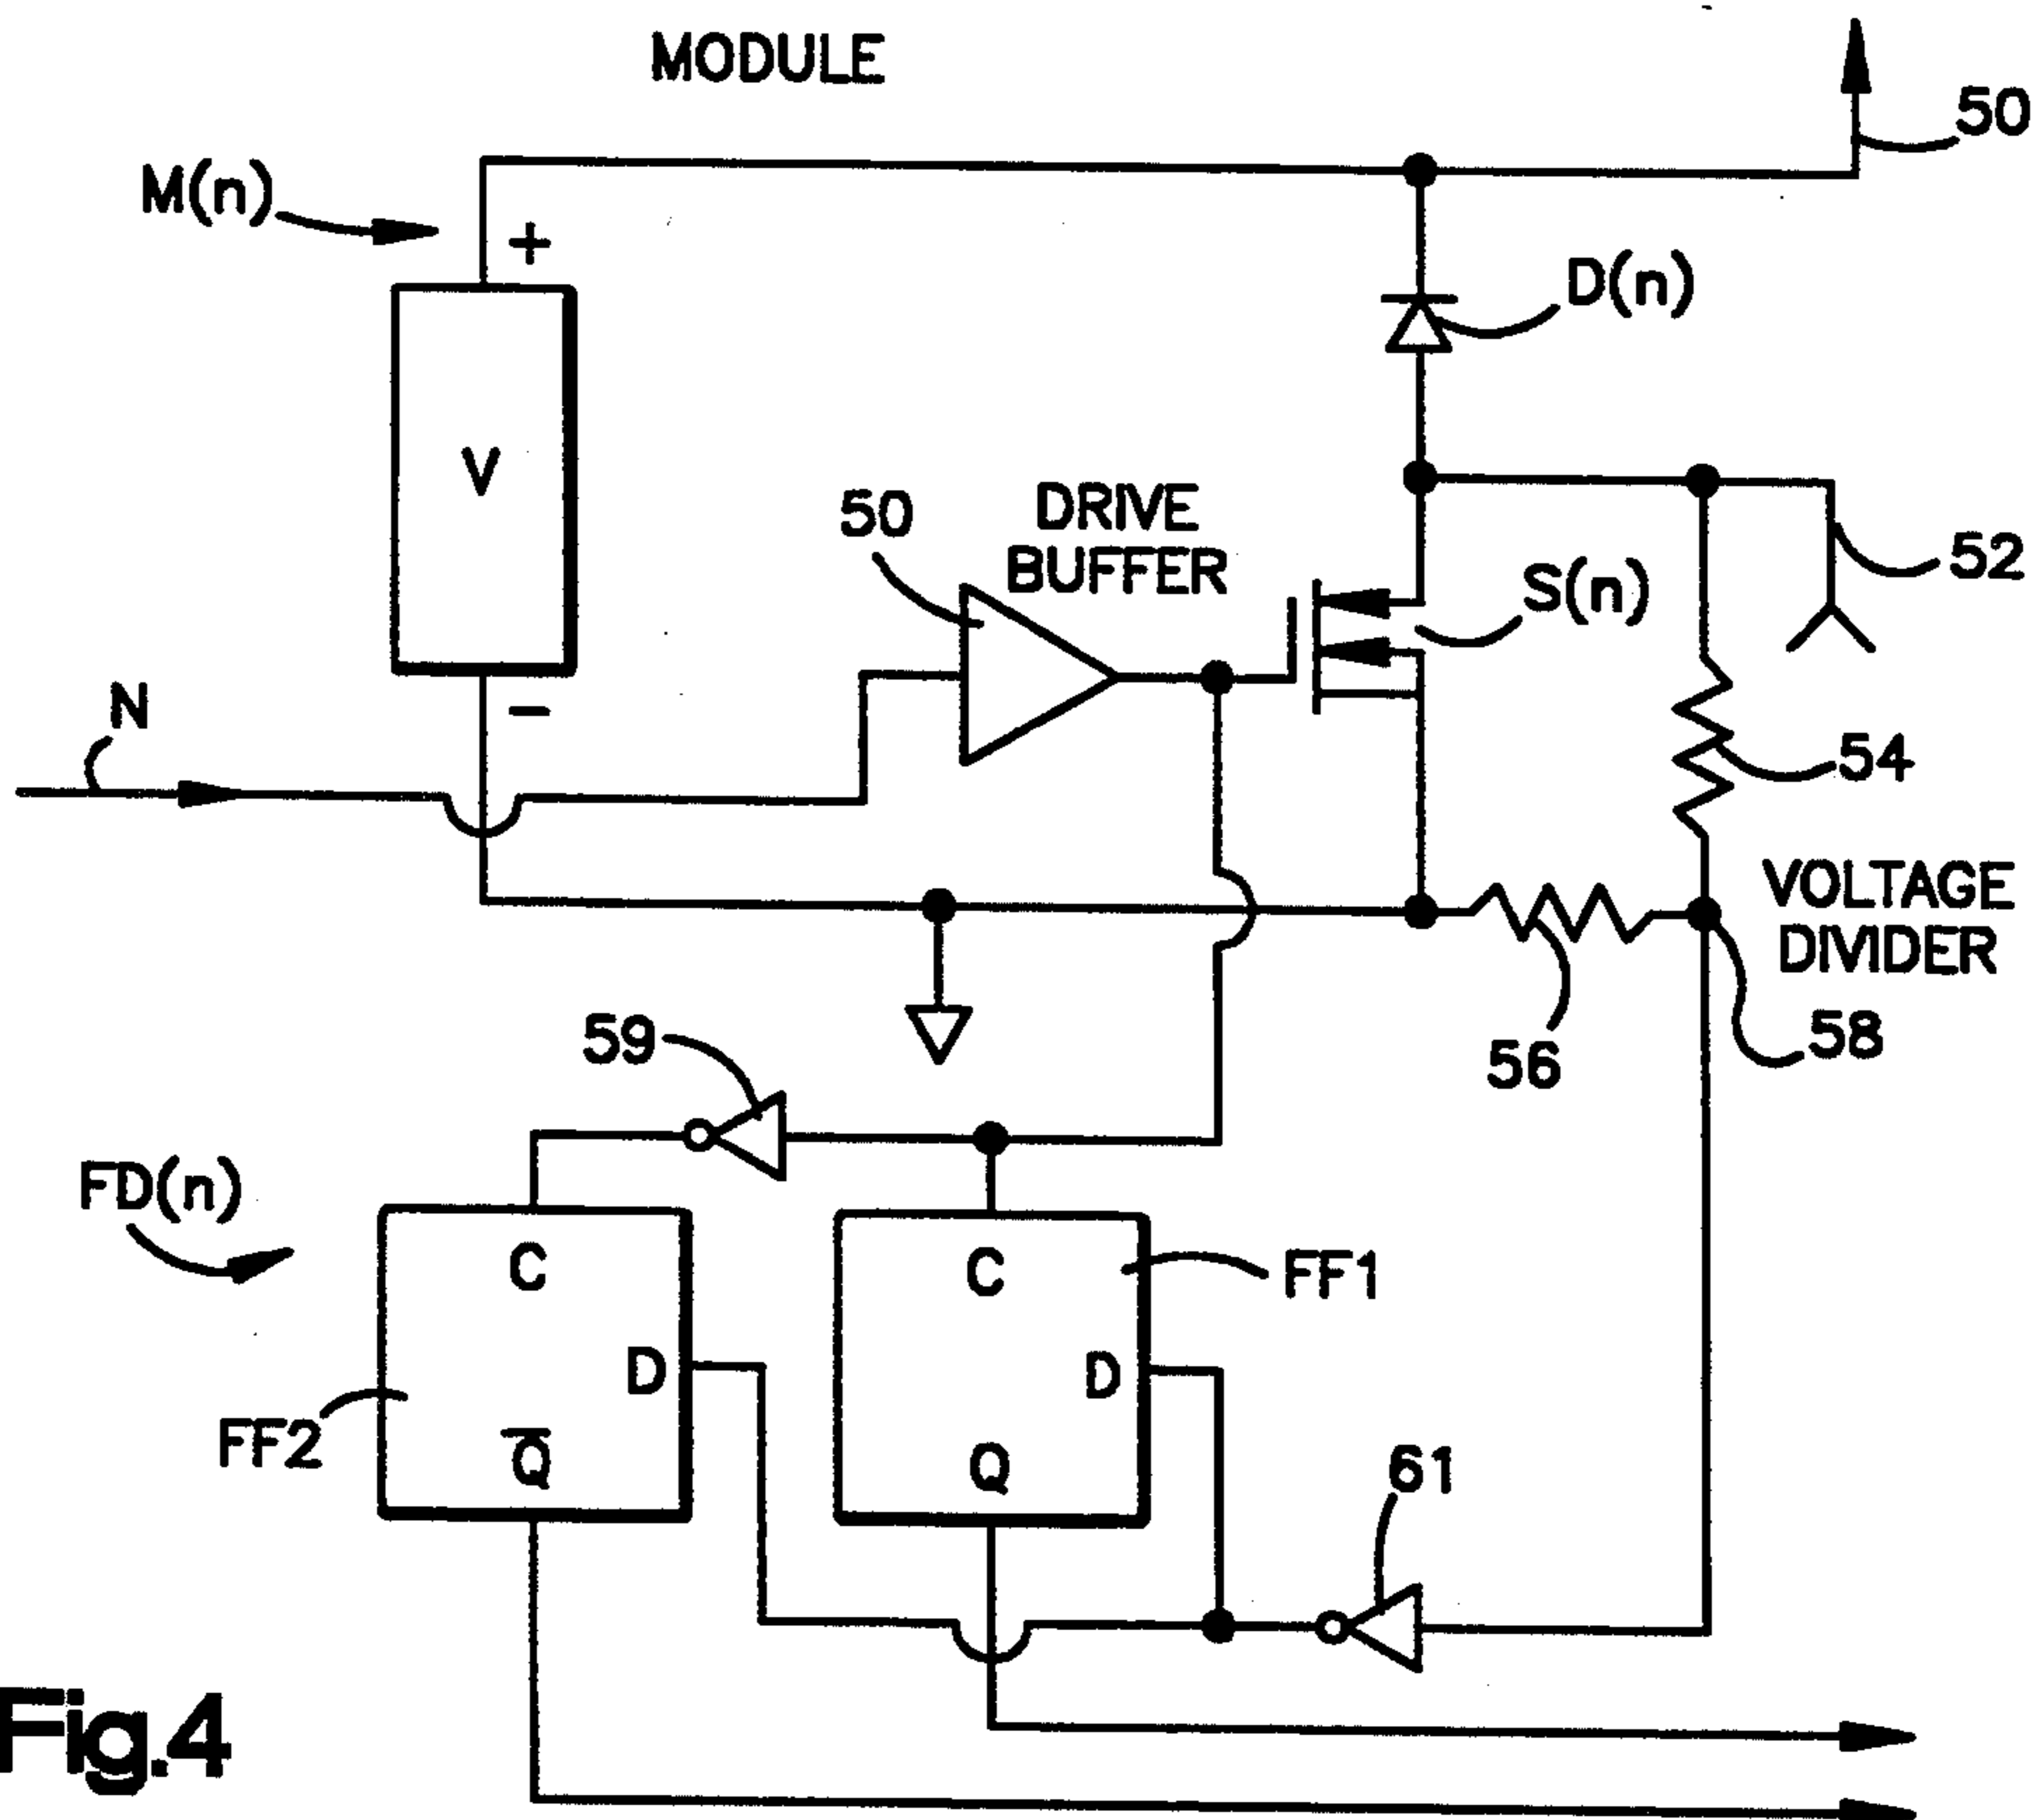 MODULE
50
M(n)
+
D(n)
V
50
DRIVE
BUFFER
52
S(n)
N
−
54
VOLTAGE
DIVIDER
59
56
58
FD(n)
C
C
FF1
D
D
FF2
Q̅
Q
61
Fig.4